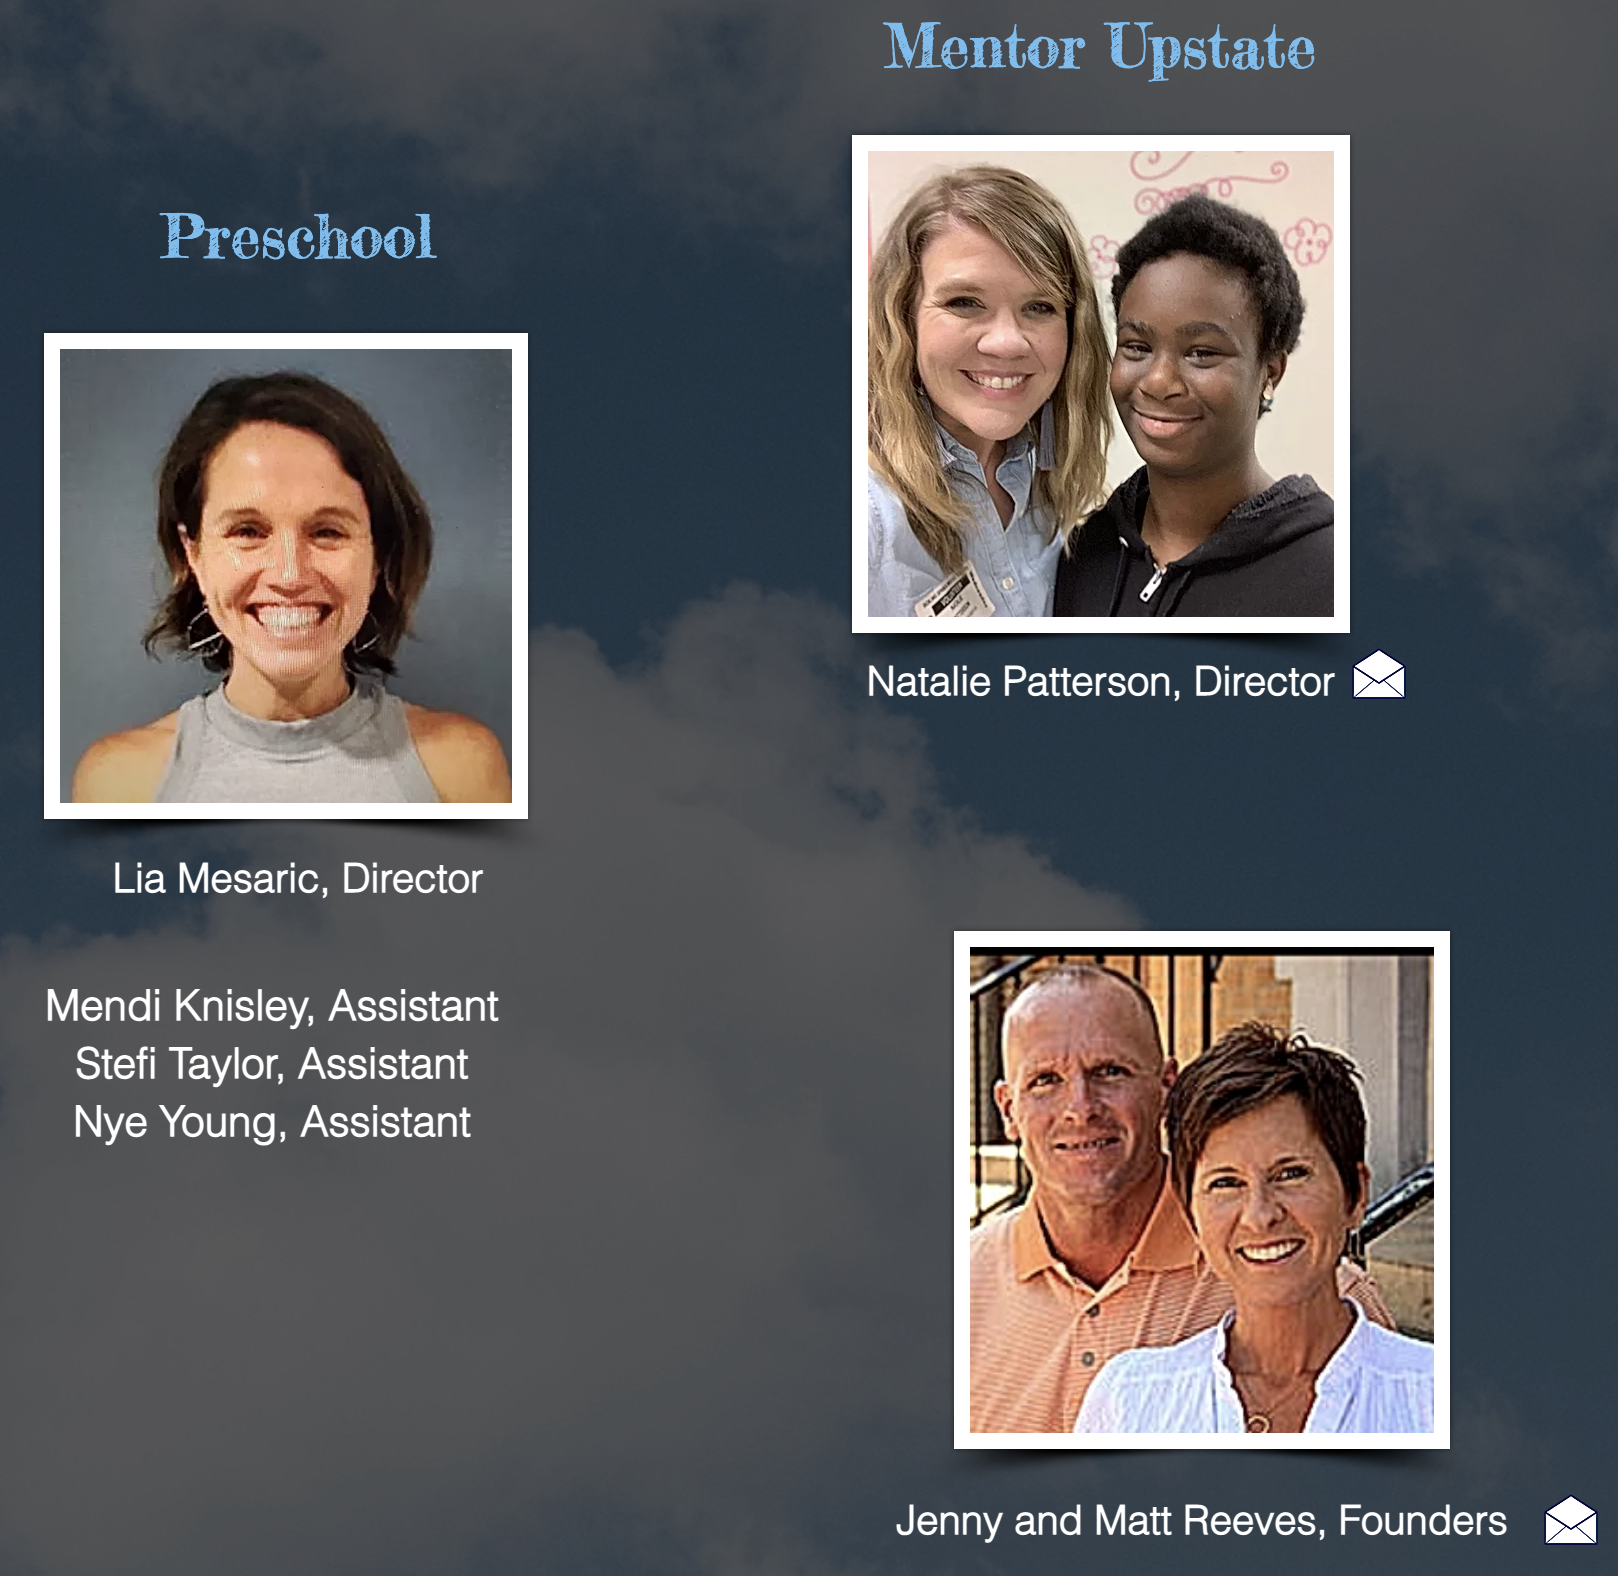 Mentor Upstate
Preschool
Natalie Patterson, Director
Lia Mesaric, Director
Mendi Knisley, Assistant
Stefi Taylor, Assistant
Nye Young, Assistant
Jenny and Matt Reeves, Founders